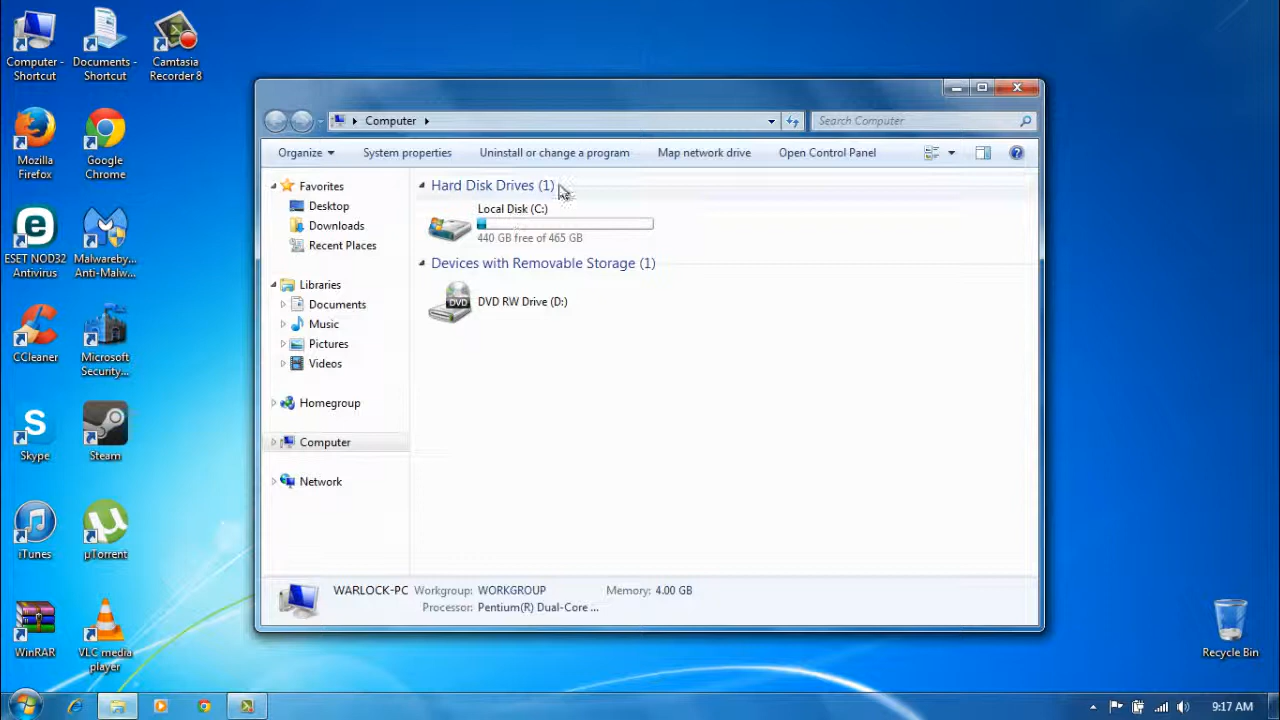 Computer -
Shortcut
Documents -
Shortcut
Camtasia
Recorder 8
Mozilla
Firefox
Google
Chrome
ESET NOD32
Antivirus
Malwareby...
Anti-Malw...
CCleaner
Microsoft
Security...
Skype
Steam
iTunes
µTorrent
WinRAR
VLC media
player
Computer
Search Computer
Organize
System properties
Uninstall or change a program
Map network drive
Open Control Panel
Favorites
Desktop
Downloads
Recent Places
Libraries
Documents
Music
Pictures
Videos
Homegroup
Computer
Network
Hard Disk Drives (1)
Local Disk (C:)
440 GB free of 465 GB
Devices with Removable Storage (1)
DVD
DVD RW Drive (D:)
WARLOCK-PC Workgroup: WORKGROUP Memory: 4.00 GB
Processor: Pentium(R) Dual-Core ...
Recycle Bin
9:17 AM